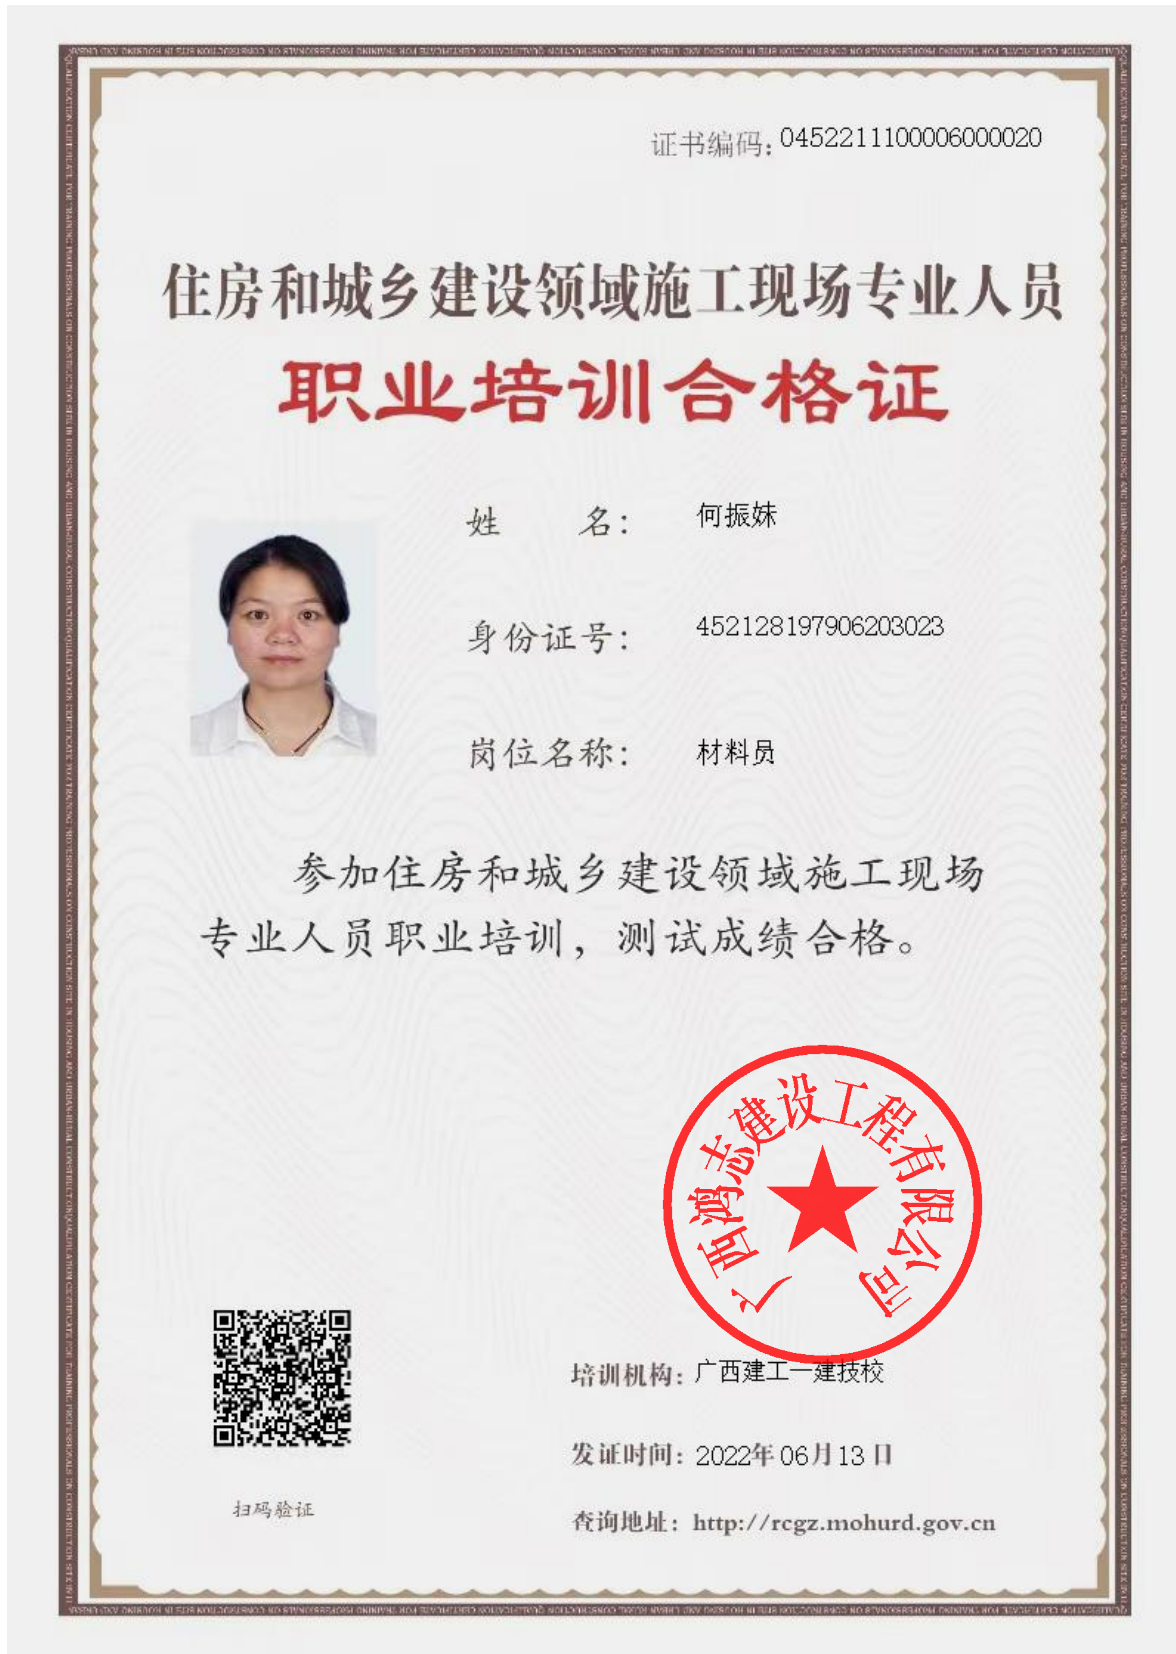 证书编码: 0452211100006000020
住房和城乡建设领域施工现场专业人员
职业培训合格证
姓 名: 何振妹
身份证号: 452128197906203023
岗位名称: 材料员
参加住房和城乡建设领域施工现场
专业人员职业培训，测试成绩合格。
广西鸿志建设工程有限公司
培训机构: 广西建工一建技校
发证时间: 2022年06月13日
扫码验证
查询地址: http://rcgz.mohurd.gov.cn